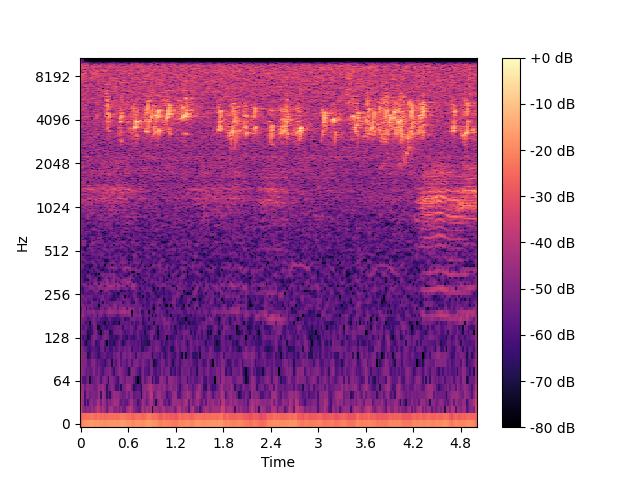 8192
4096
2048
1024
512
256
128
64
0
Hz
0 0.6 1.2 1.8 2.4 3 3.6 4.2 4.8
Time
+0 dB
-10 dB
-20 dB
-30 dB
-40 dB
-50 dB
-60 dB
-70 dB
-80 dB